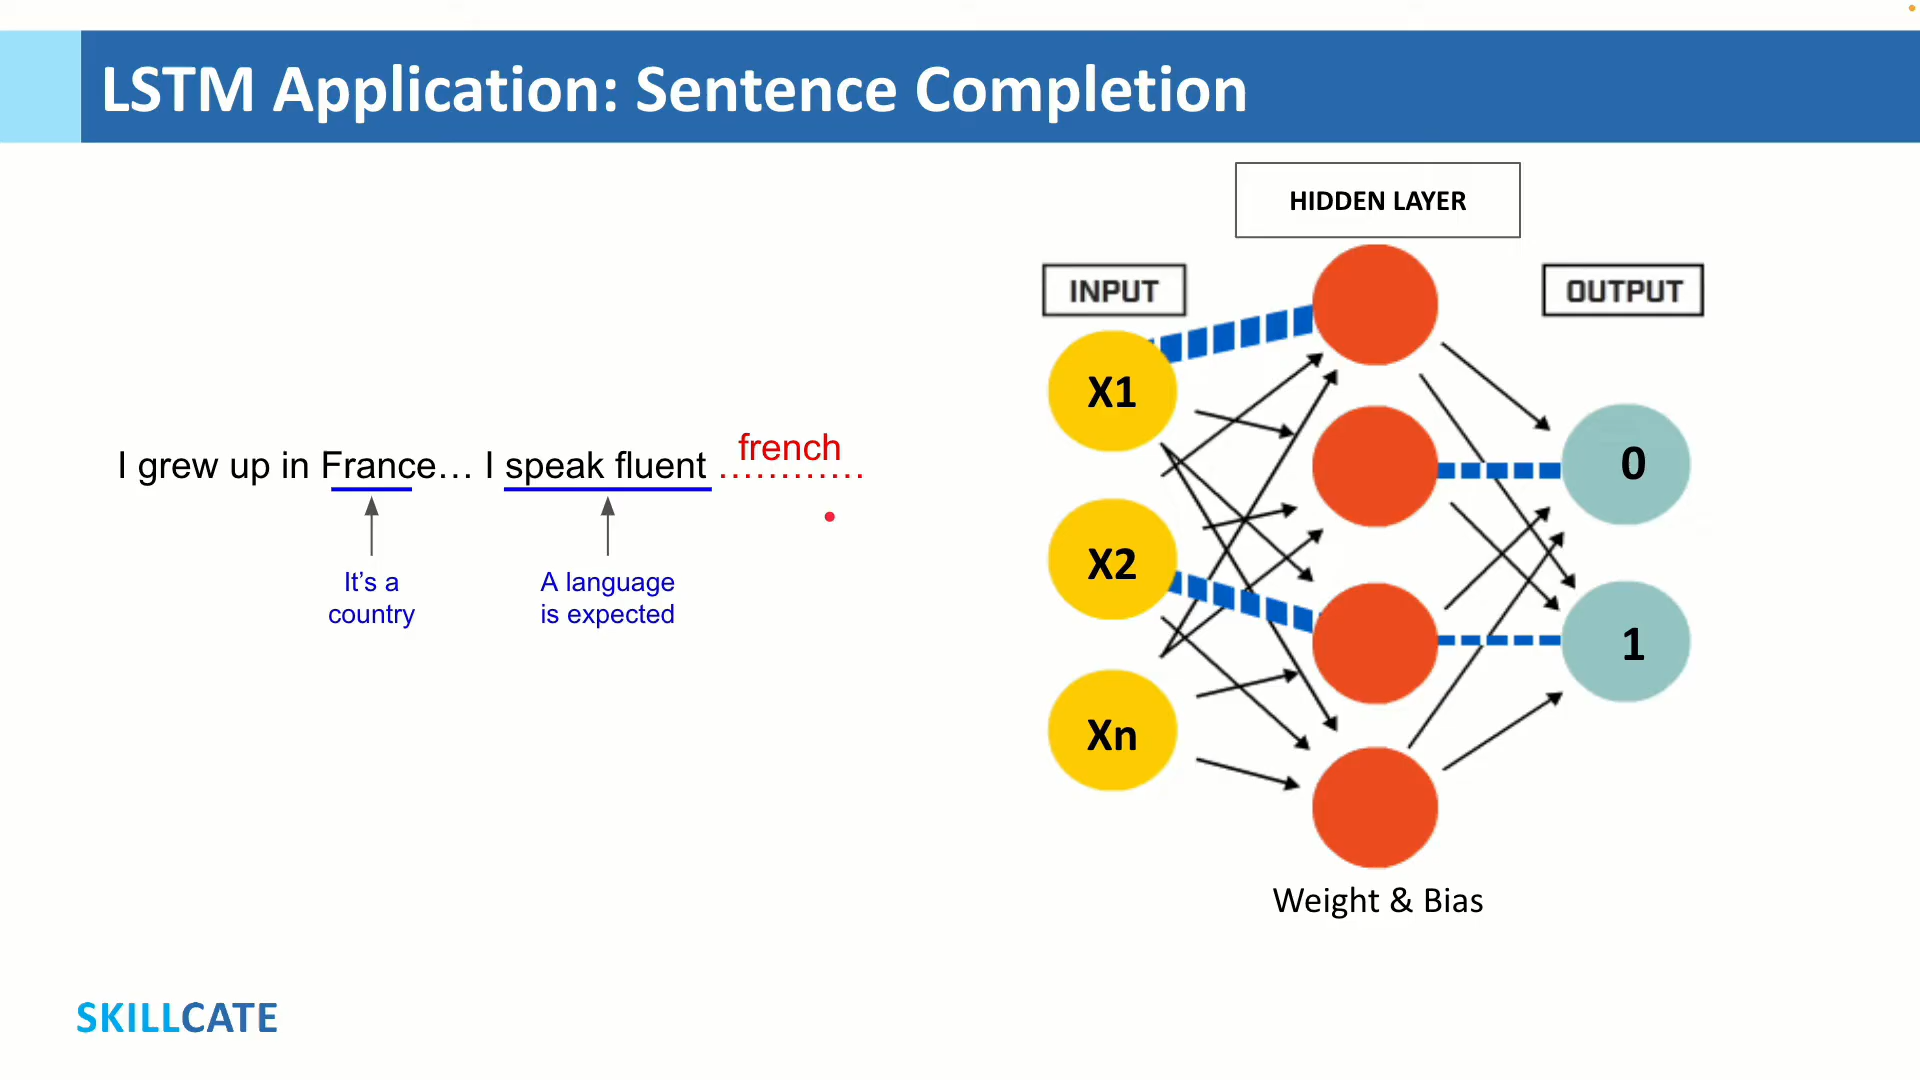 LSTM Application: Sentence Completion
HIDDEN LAYER
INPUT
OUTPUT
X1
X2
Xn
0
1
Weight & Bias
french
I grew up in France… I speak fluent …………
It’s a
country
A language
is expected
SKILLCATE